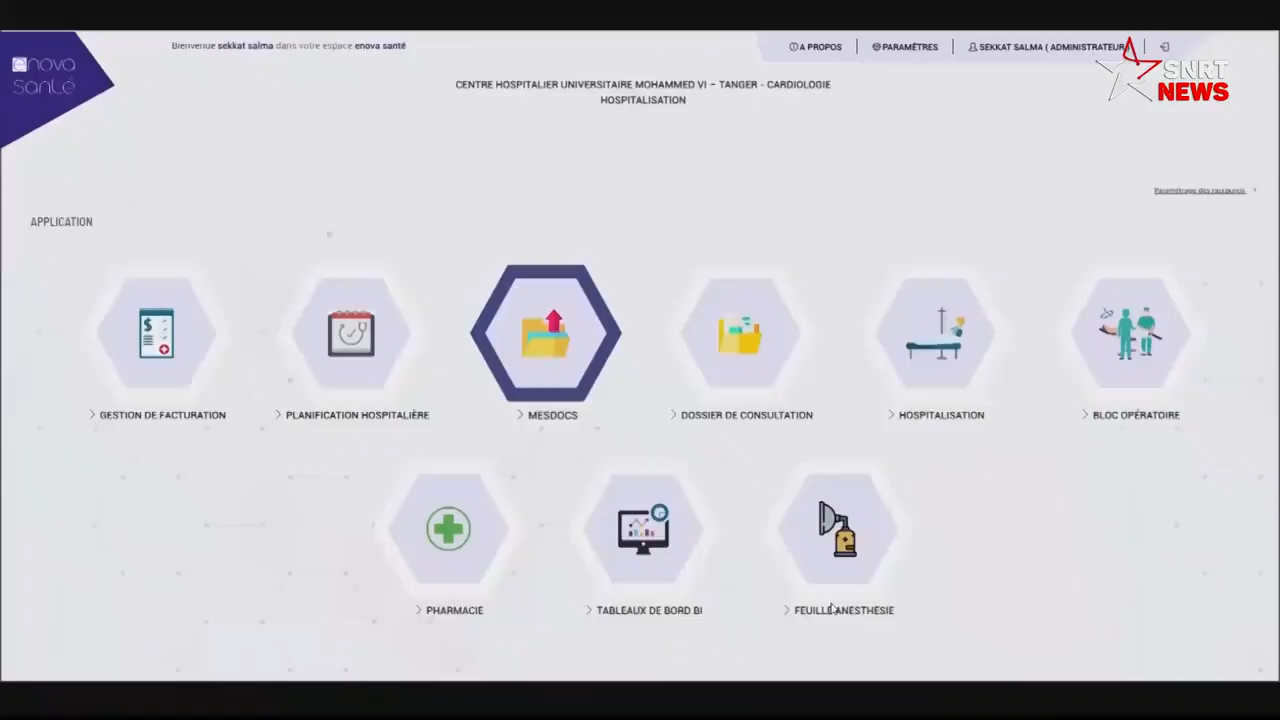 enova
santé
Bienvenue sekkat salma dans votre espace enova santé
A PROPOS
PARAMÈTRES
SEKKAT SALMA ( ADMINISTRATEUR
SNRT
NEWS
CENTRE HOSPITALIER UNIVERSITAIRE MOHAMMED VI – TANGER - CARDIOLOGIE
HOSPITALISATION
Paramétrage des raccourcis
APPLICATION
GESTION DE FACTURATION
PLANIFICATION HOSPITALIÈRE
MESDOCS
DOSSIER DE CONSULTATION
HOSPITALISATION
BLOC OPÉRATOIRE
PHARMACIE
TABLEAUX DE BORD BI
FEUILLE ANESTHESIE